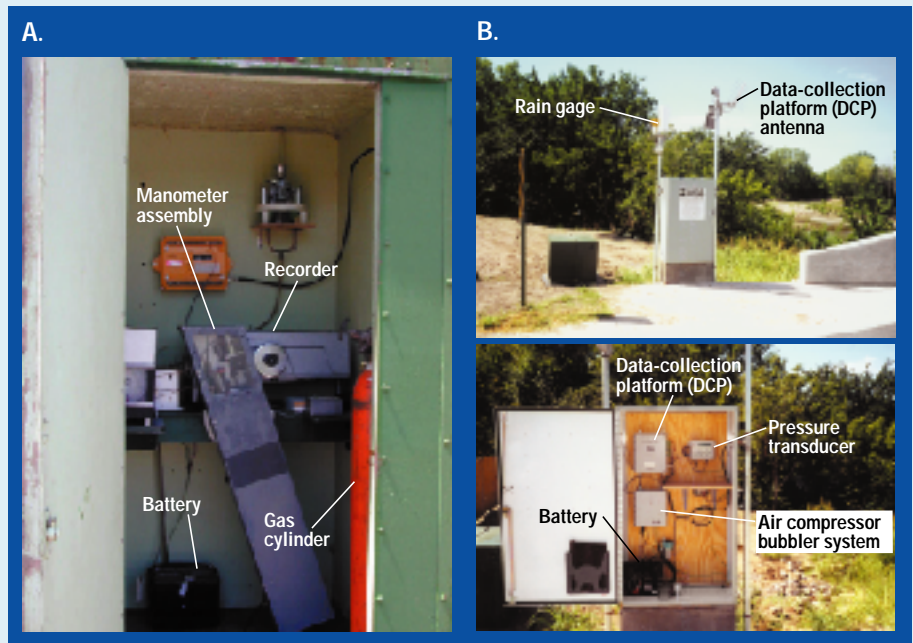 A.
Manometer
assembly
Recorder
Battery
Gas
cylinder
B.
Rain gage
Data-collection
platform (DCP)
antenna
Data-collection
platform (DCP)
Pressure
transducer
Battery
Air compressor
bubbler system